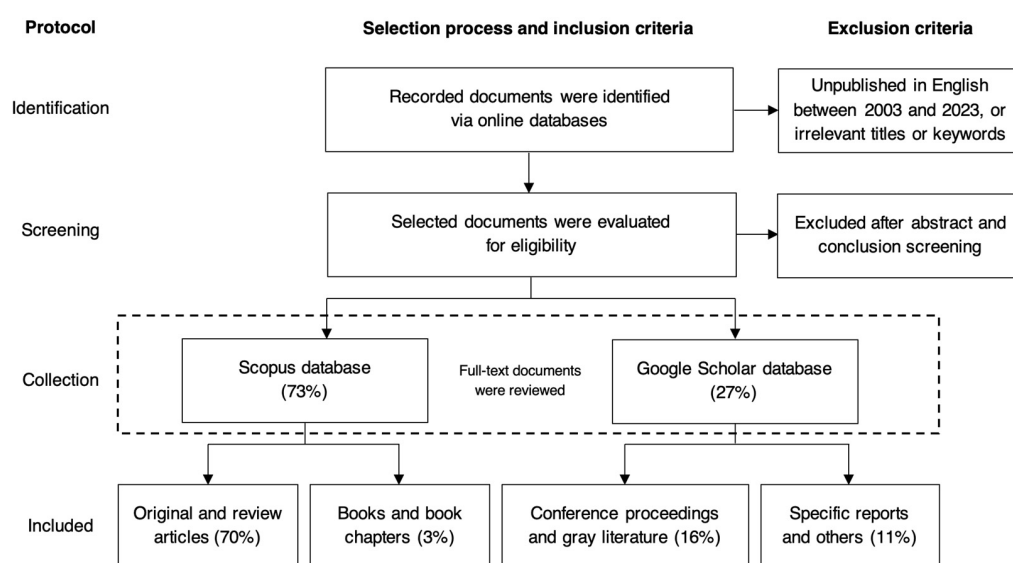 Protocol
Selection process and inclusion criteria
Exclusion criteria
Identification
Recorded documents were identified
via online databases
Unpublished in English
between 2003 and 2023, or
irrelevant titles or keywords
Screening
Selected documents were evaluated
for eligibility
Excluded after abstract and
conclusion screening
Collection
Scopus database
(73%)
Full-text documents
were reviewed
Google Scholar database
(27%)
Included
Original and review
articles (70%)
Books and book
chapters (3%)
Conference proceedings
and gray literature (16%)
Specific reports
and others (11%)